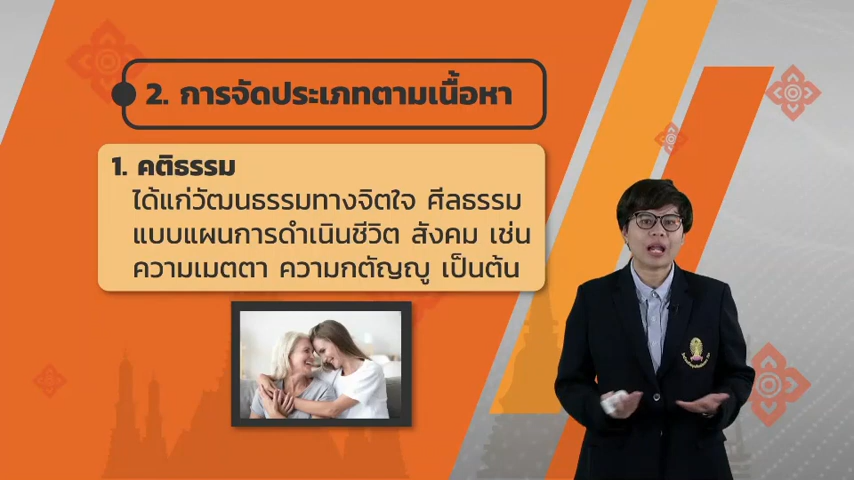 2. การจัดประเภทตามเนื้อหา
1. คติธรรม
ได้แก่วัฒนธรรมทางจิตใจ ศีลธรรม
แบบแผนการดำเนินชีวิต สังคม เช่น
ความเมตตา ความกตัญญู เป็นต้น